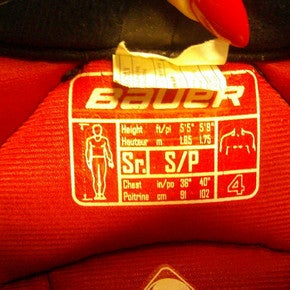 BAUER
Height ft/pi 5'5" 5'9"
Hauteur m 1.65 1.75
Sr. S/P
Chest in/po 36" 40"
Poitrine cm 91 102
4